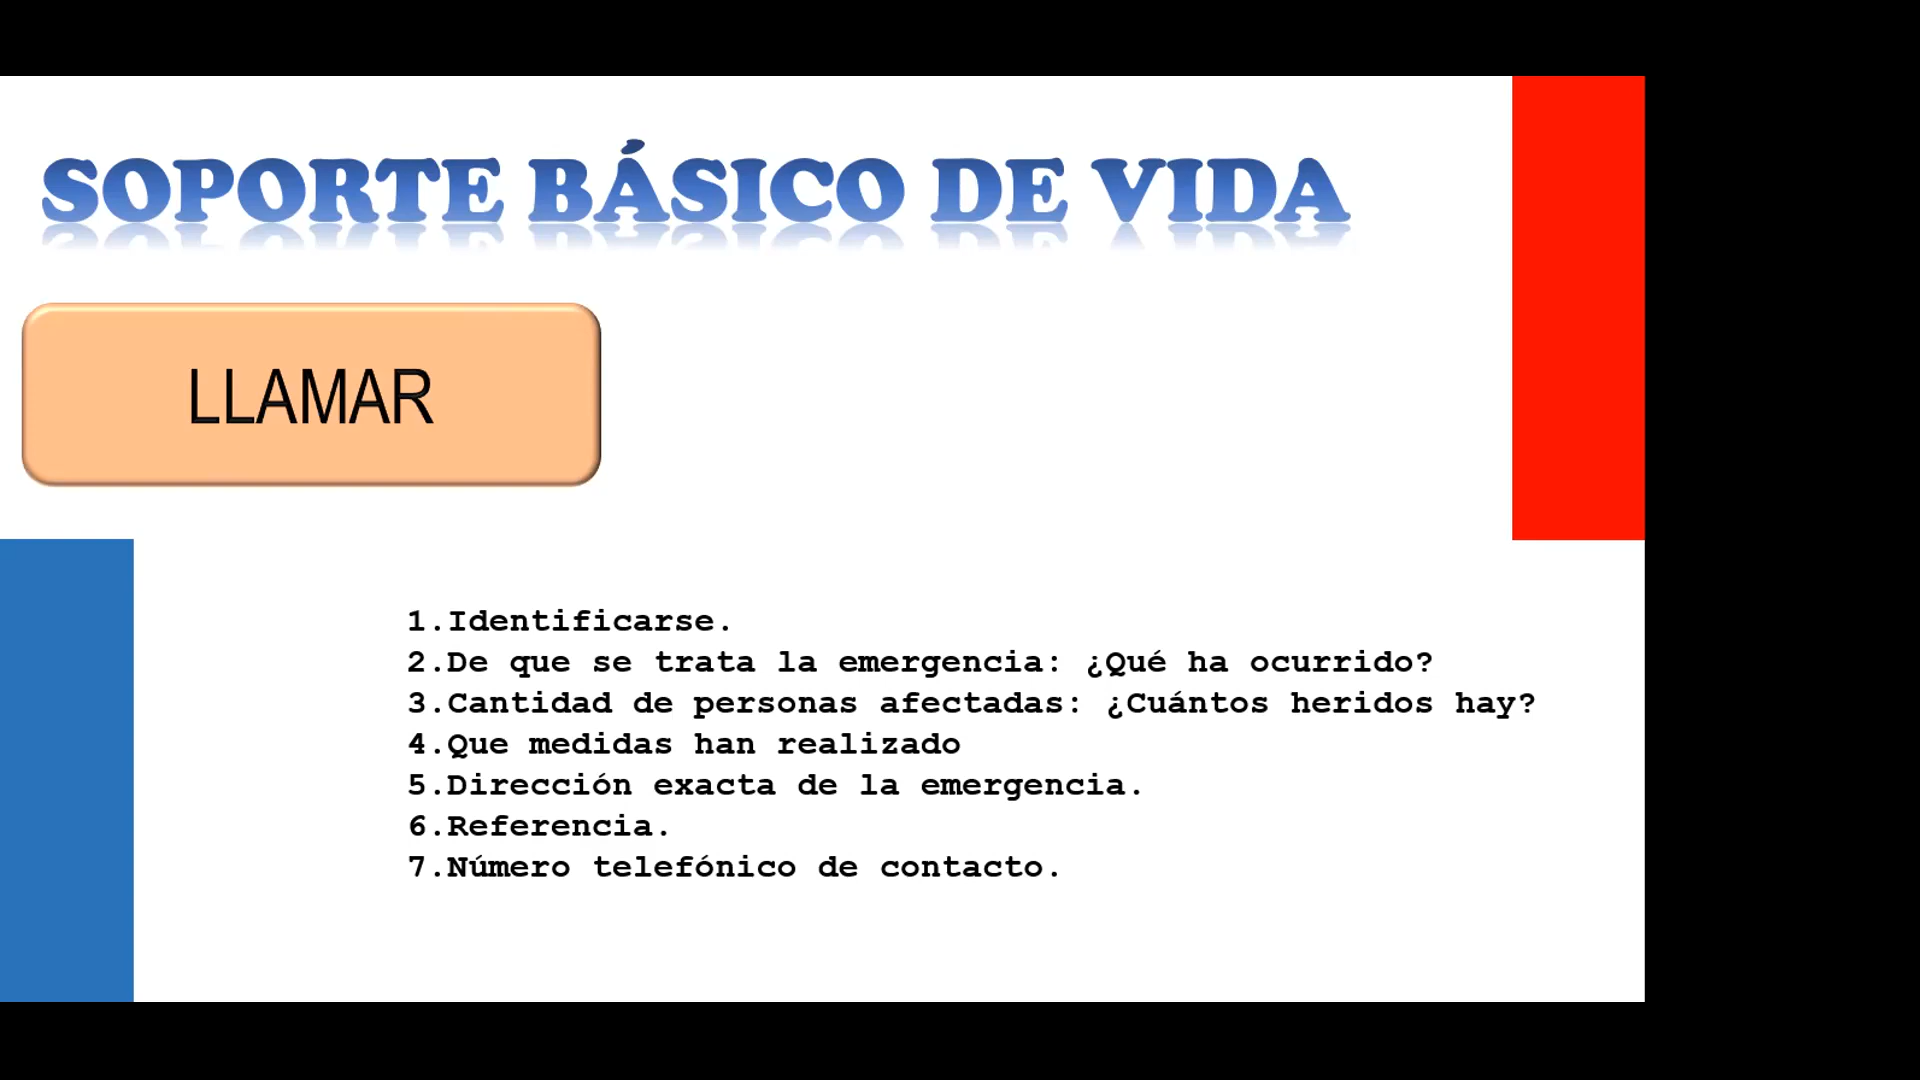 SOPORTE BÁSICO DE VIDA
LLAMAR
1.Identificarse.
2.De que se trata la emergencia: ¿Qué ha ocurrido?
3.Cantidad de personas afectadas: ¿Cuántos heridos hay?
4.Que medidas han realizado
5.Dirección exacta de la emergencia.
6.Referencia.
7.Número telefónico de contacto.